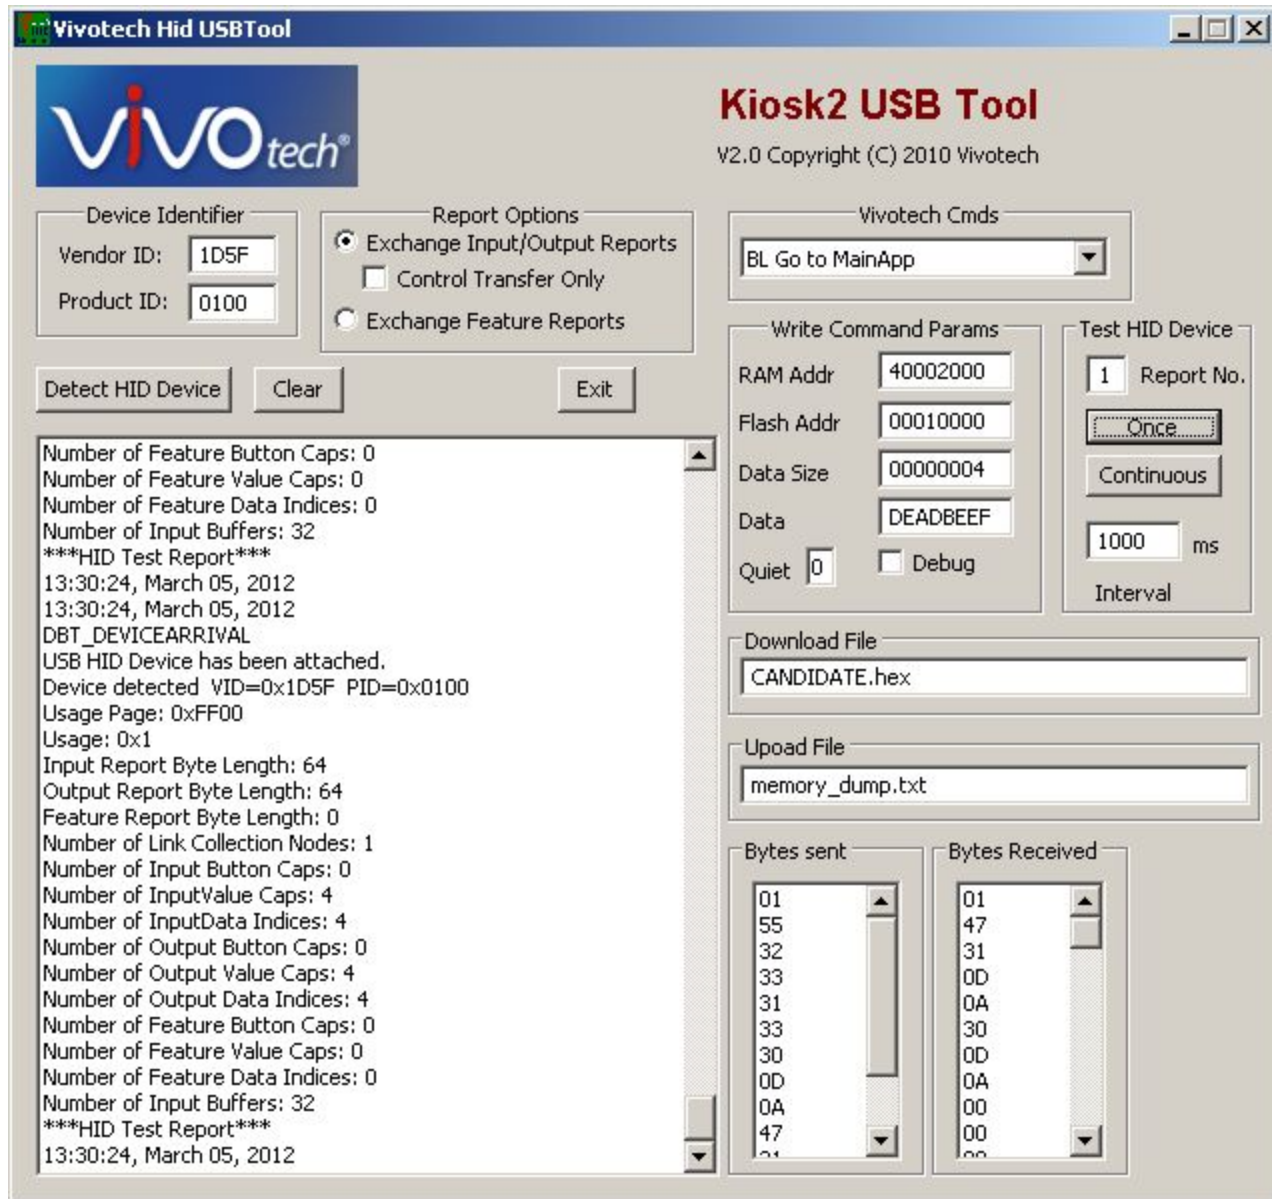 Vivotech Hid USBTool
vivotech®
Kiosk2 USB Tool
V2.0 Copyright (C) 2010 Vivotech
Device Identifier
Vendor ID: 1D5F
Product ID: 0100
Report Options
Exchange Input/Output Reports
Control Transfer Only
Exchange Feature Reports
Vivotech Cmds
BL Go to MainApp
Detect HID Device
Clear
Exit
Write Command Params
RAM Addr 40002000
Flash Addr 00010000
Data Size 00000004
Data DEADBEEF
Quiet 0 Debug
Test HID Device
1 Report No.
Once
Continuous
1000 ms
Interval
Number of Feature Button Caps: 0
Number of Feature Value Caps: 0
Number of Feature Data Indices: 0
Number of Input Buffers: 32
***HID Test Report***
13:30:24, March 05, 2012
13:30:24, March 05, 2012
DBT_DEVICEARRIVAL
USB HID Device has been attached.
Device detected VID=0x1D5F PID=0x0100
Usage Page: 0xFF00
Usage: 0x1
Input Report Byte Length: 64
Output Report Byte Length: 64
Feature Report Byte Length: 0
Number of Link Collection Nodes: 1
Number of Input Button Caps: 0
Number of InputValue Caps: 4
Number of InputData Indices: 4
Number of Output Button Caps: 0
Number of Output Value Caps: 4
Number of Output Data Indices: 4
Number of Feature Button Caps: 0
Number of Feature Value Caps: 0
Number of Feature Data Indices: 0
Number of Input Buffers: 32
***HID Test Report***
13:30:24, March 05, 2012
Download File
CANDIDATE.hex
Upoad File
memory_dump.txt
Bytes sent
01
55
32
33
31
33
30
0D
0A
47
Bytes Received
01
47
31
0D
0A
30
0D
0A
00
00